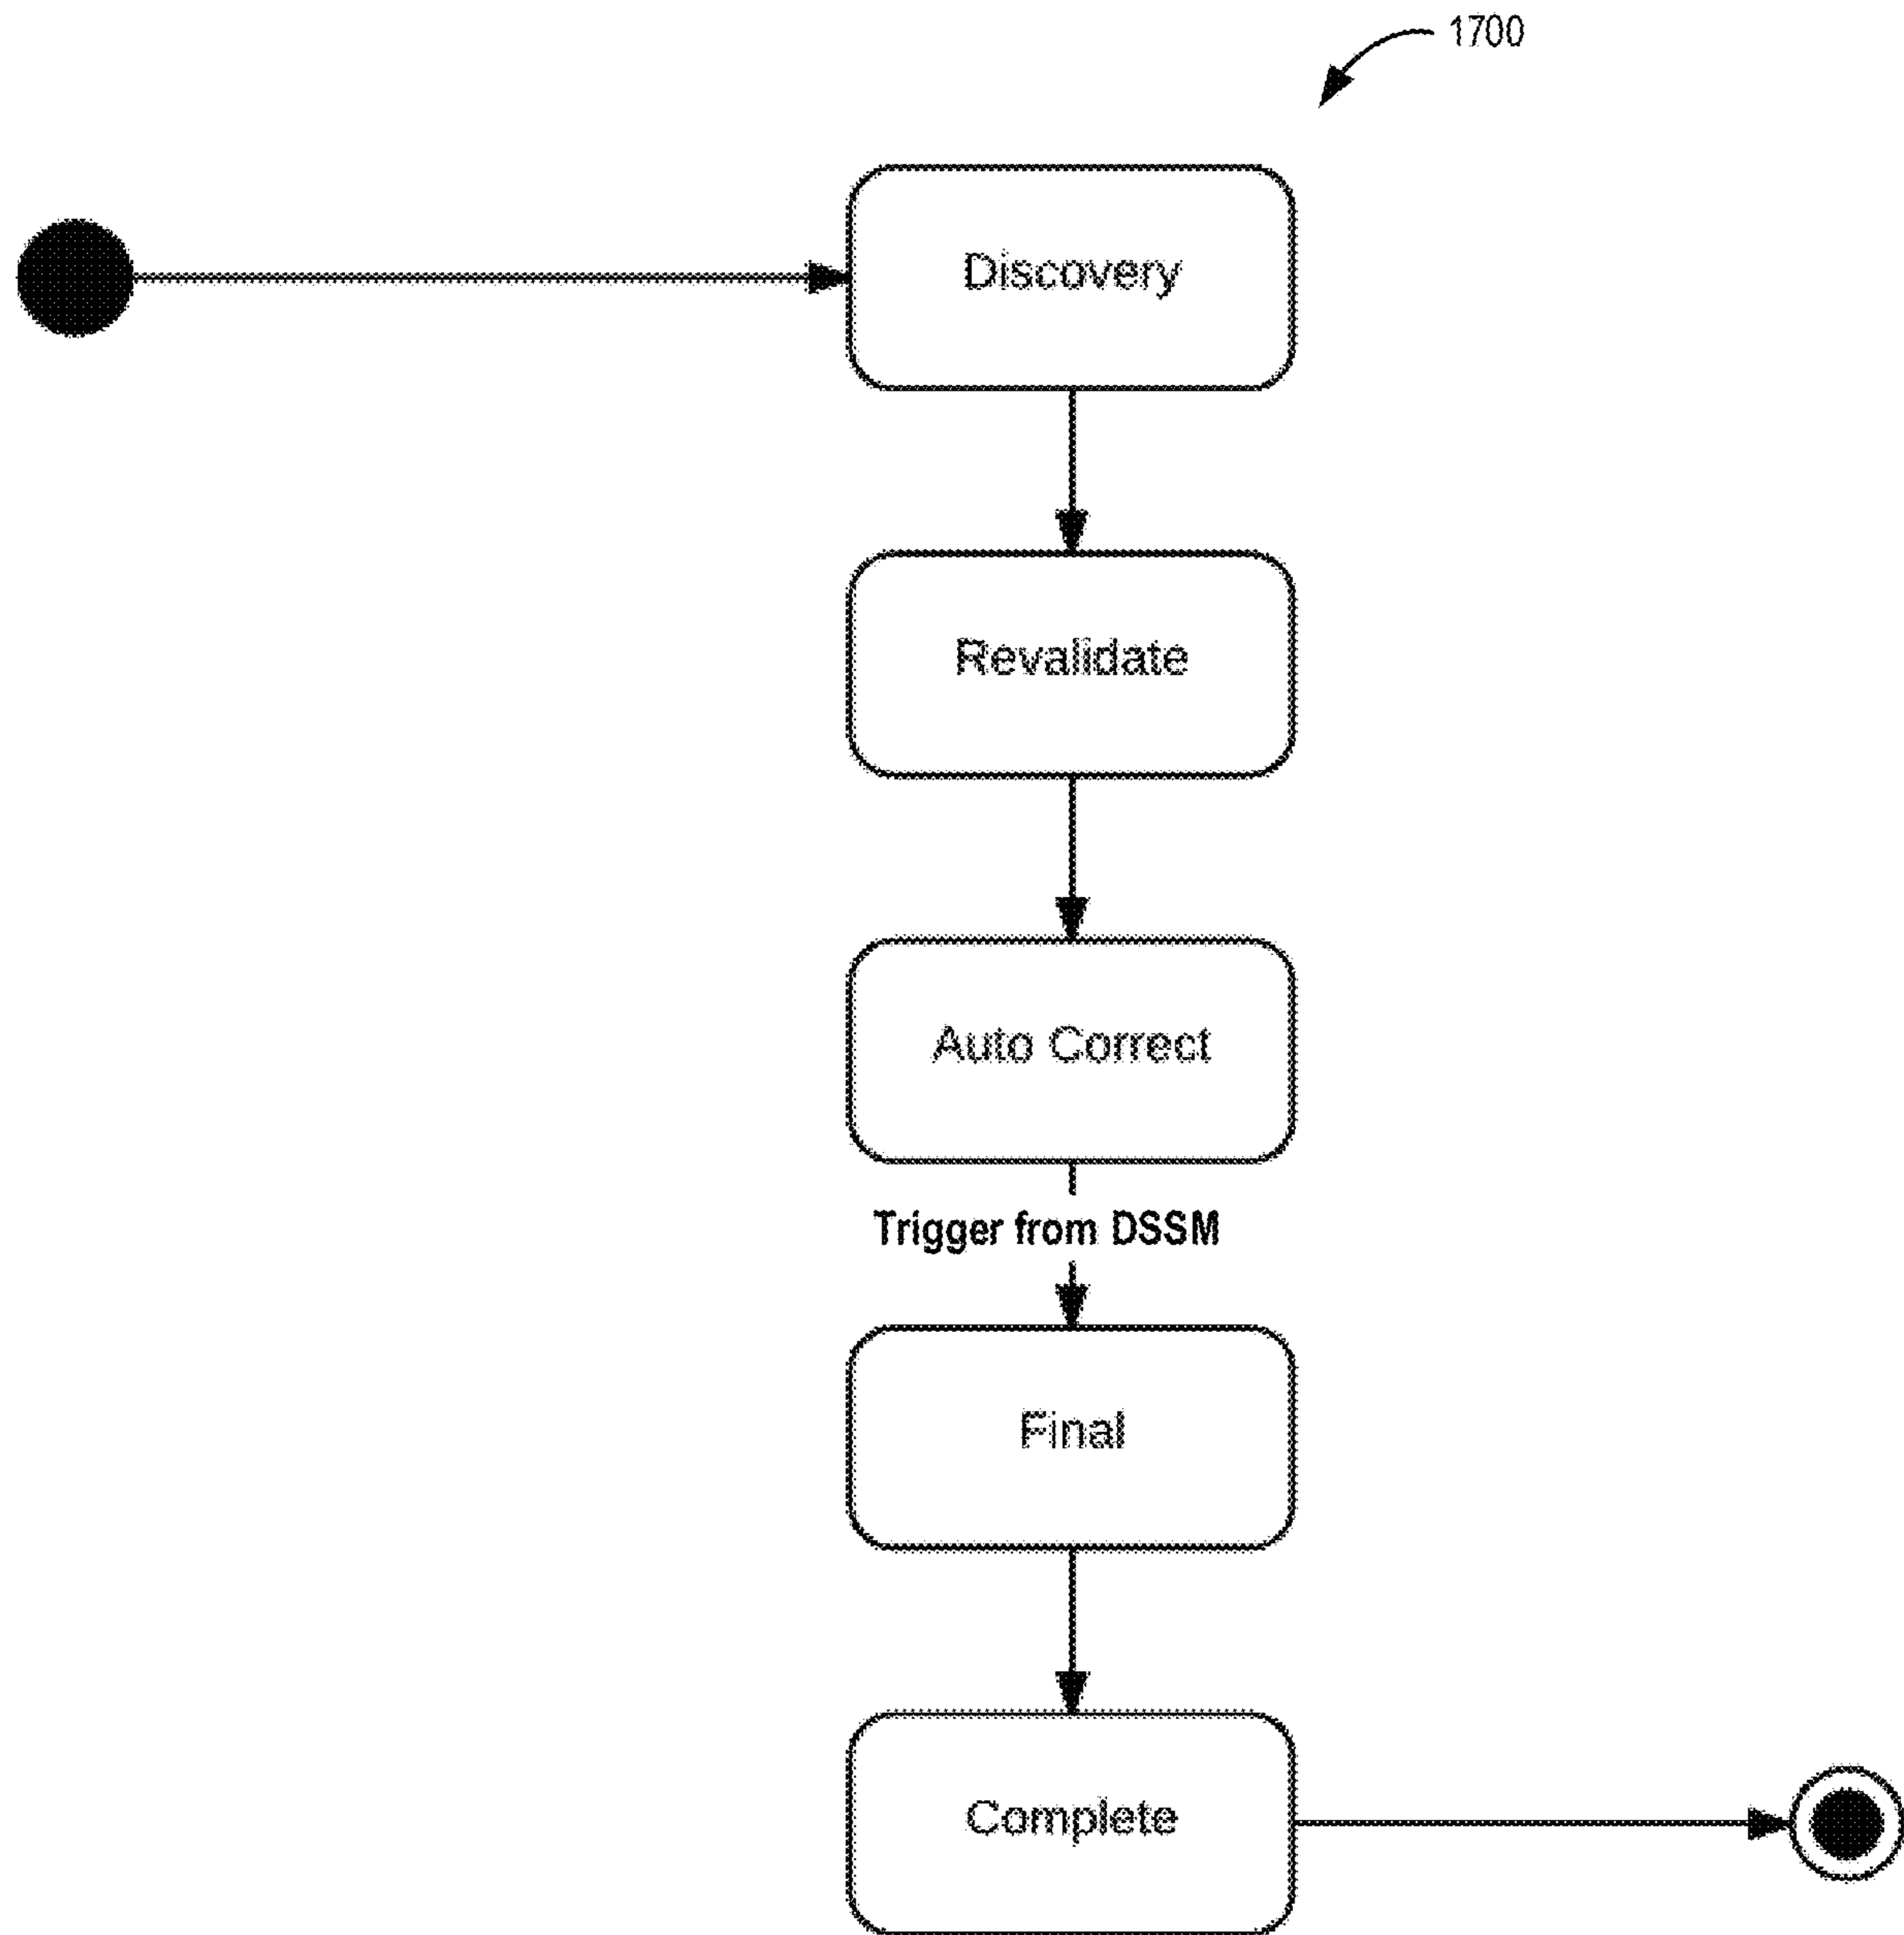 1700
Discovery
Revalidate
Auto Correct
Trigger from DSSM
Final
Complete